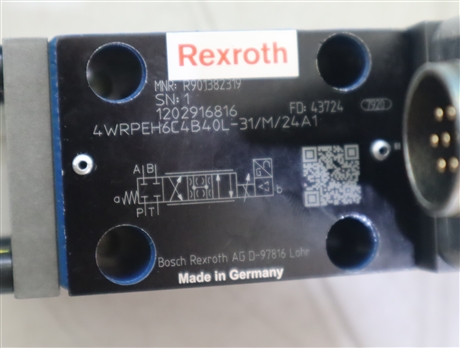 Rexroth
MNR: R901382319
SN: 1
1202916816
FD: 43724
7220
4WRPEH6C4B40L-31/M/24A1
A B
G
a
b
P T
Bosch Rexroth AG D-97816 Lohr
Made in Germany